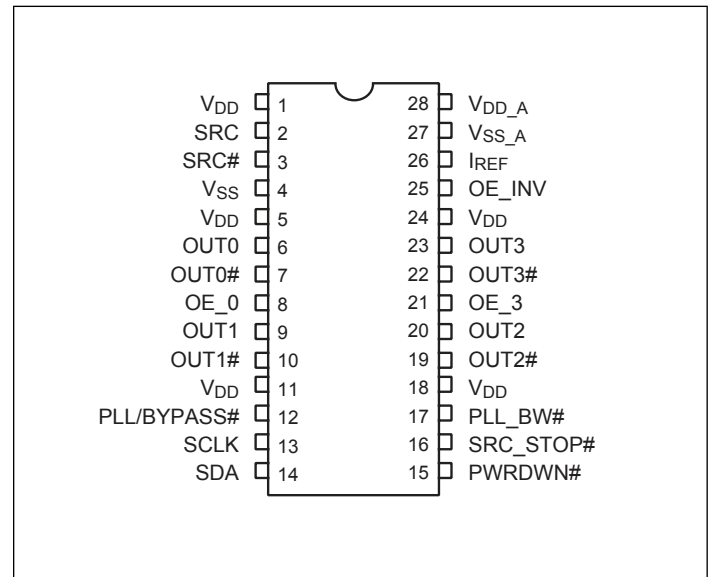 VDD 1 28 VDD_A
SRC 2 27 VSS_A
SRC# 3 26 IREF
VSS 4 25 OE_INV
VDD 5 24 VDD
OUT0 6 23 OUT3
OUT0# 7 22 OUT3#
OE_0 8 21 OE_3
OUT1 9 20 OUT2
OUT1# 10 19 OUT2#
VDD 11 18 VDD
PLL/BYPASS# 12 17 PLL_BW#
SCLK 13 16 SRC_STOP#
SDA 14 15 PWRDWN#